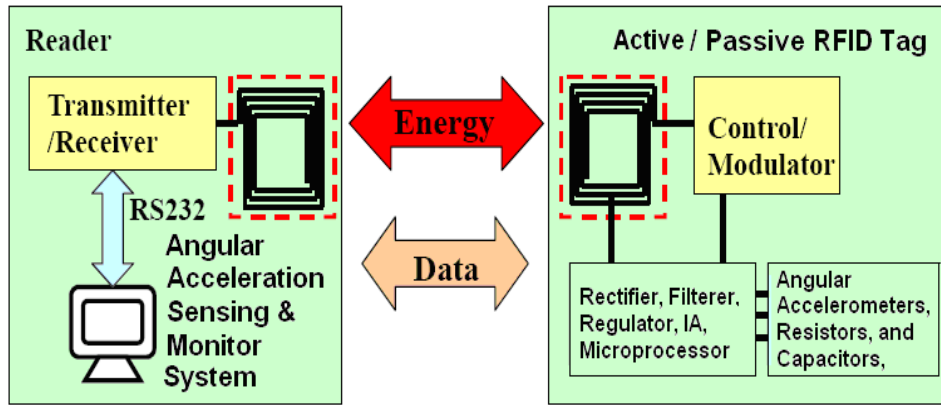 Reader
Transmitter
/Receiver
RS232
Angular
Acceleration
Sensing &
Monitor
System
Energy
Data
Active / Passive RFID Tag
Control/
Modulator
Rectifier, Filterer,
Regulator, IA,
Microprocessor
Angular
Accelerometers,
Resistors, and
Capacitors,